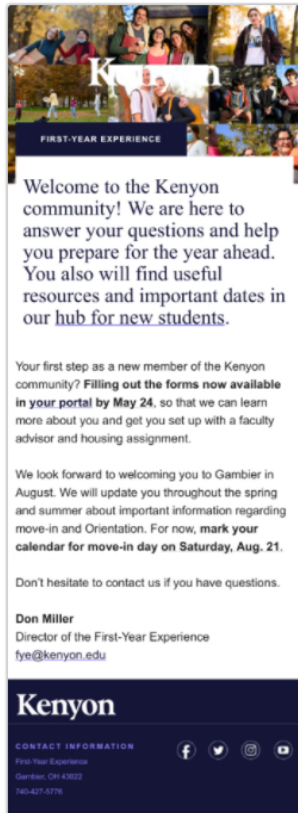 Kenyon
FIRST-YEAR EXPERIENCE
Welcome to the Kenyon
community! We are here to
answer your questions and help
you prepare for the year ahead.
You also will find useful
resources and important dates in
our hub for new students.
Your first step as a new member of the Kenyon
community? Filling out the forms now available
in your portal by May 24, so that we can learn
more about you and get you set up with a faculty
advisor and housing assignment.
We look forward to welcoming you to Gambier in
August. We will update you throughout the spring
and summer about important information regarding
move-in and Orientation. For now, mark your
calendar for move-in day on Saturday, Aug. 21.
Don't hesitate to contact us if you have questions.
Don Miller
Director of the First-Year Experience
fye@kenyon.edu
Kenyon
CONTACT INFORMATION
First-Year Experience
Gambier, OH 43022
740-427-5776